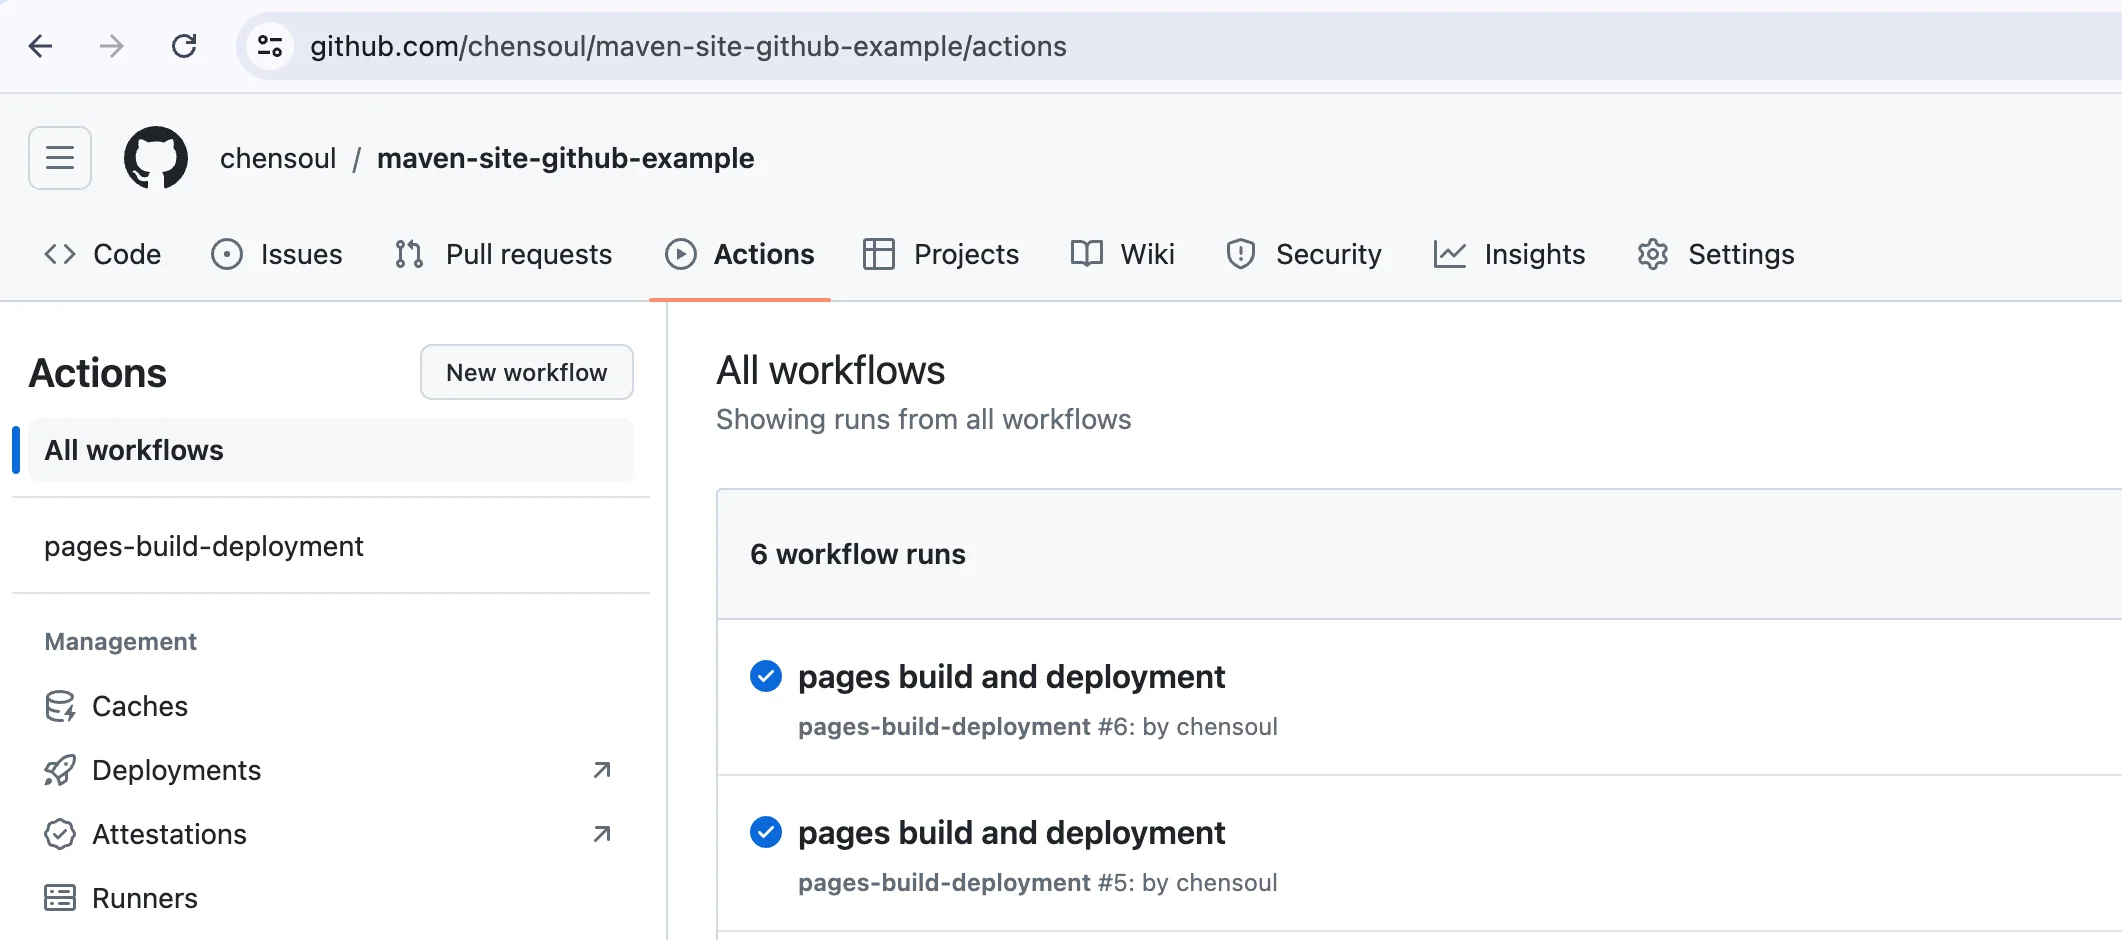 github.com/chensoul/maven-site-github-example/actions
chensoul / maven-site-github-example
Code Issues Pull requests Actions Projects Wiki Security Insights Settings
Actions
New workflow
All workflows
pages-build-deployment
Management
Caches
Deployments
Attestations
Runners
All workflows
Showing runs from all workflows
6 workflow runs
pages build and deployment
pages-build-deployment #6: by chensoul
pages build and deployment
pages-build-deployment #5: by chensoul